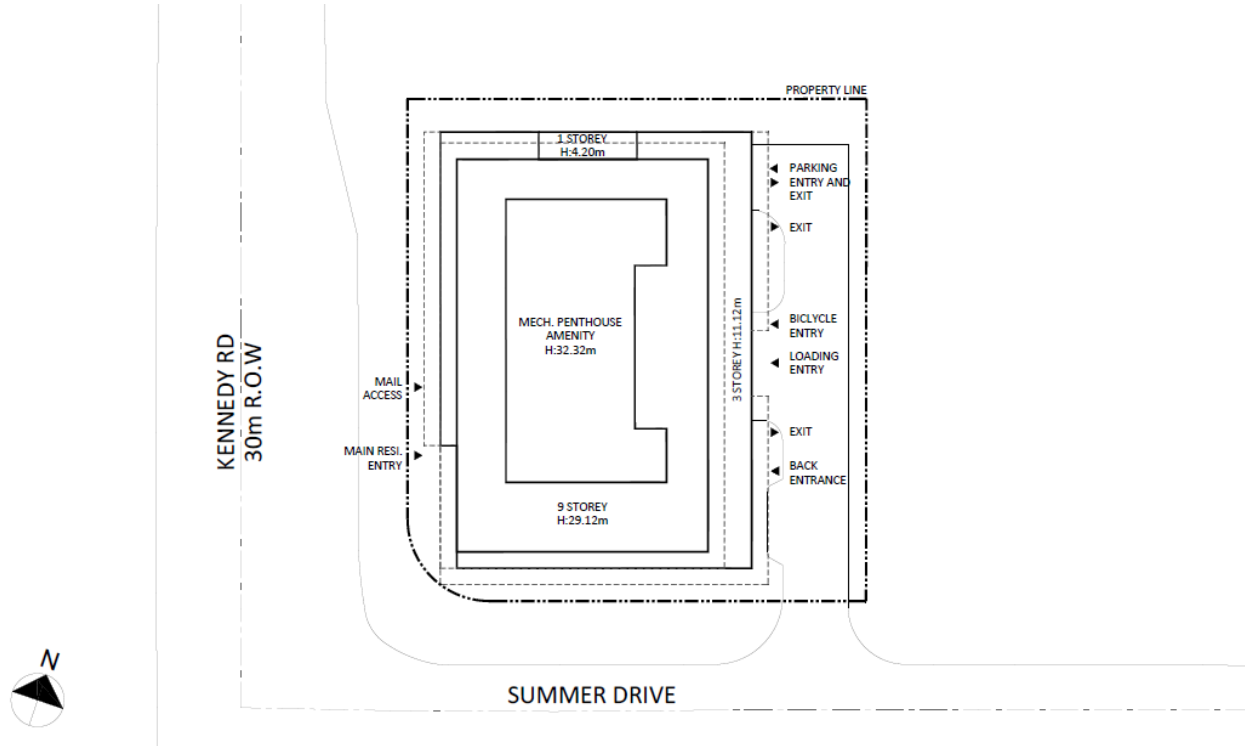 PROPERTY LINE
1 STOREY
H:4.20m
PARKING
ENTRY AND
EXIT
EXIT
MECH. PENTHOUSE
AMENITY
H:32.32m
3 STOREY H:11.12m
BICLYCLE
ENTRY
LOADING
ENTRY
KENNEDY RD
30m R.O.W
MAIL
ACCESS
MAIN RESI.
ENTRY
EXIT
BACK
ENTRANCE
9 STOREY
H:29.12m
N
SUMMER DRIVE